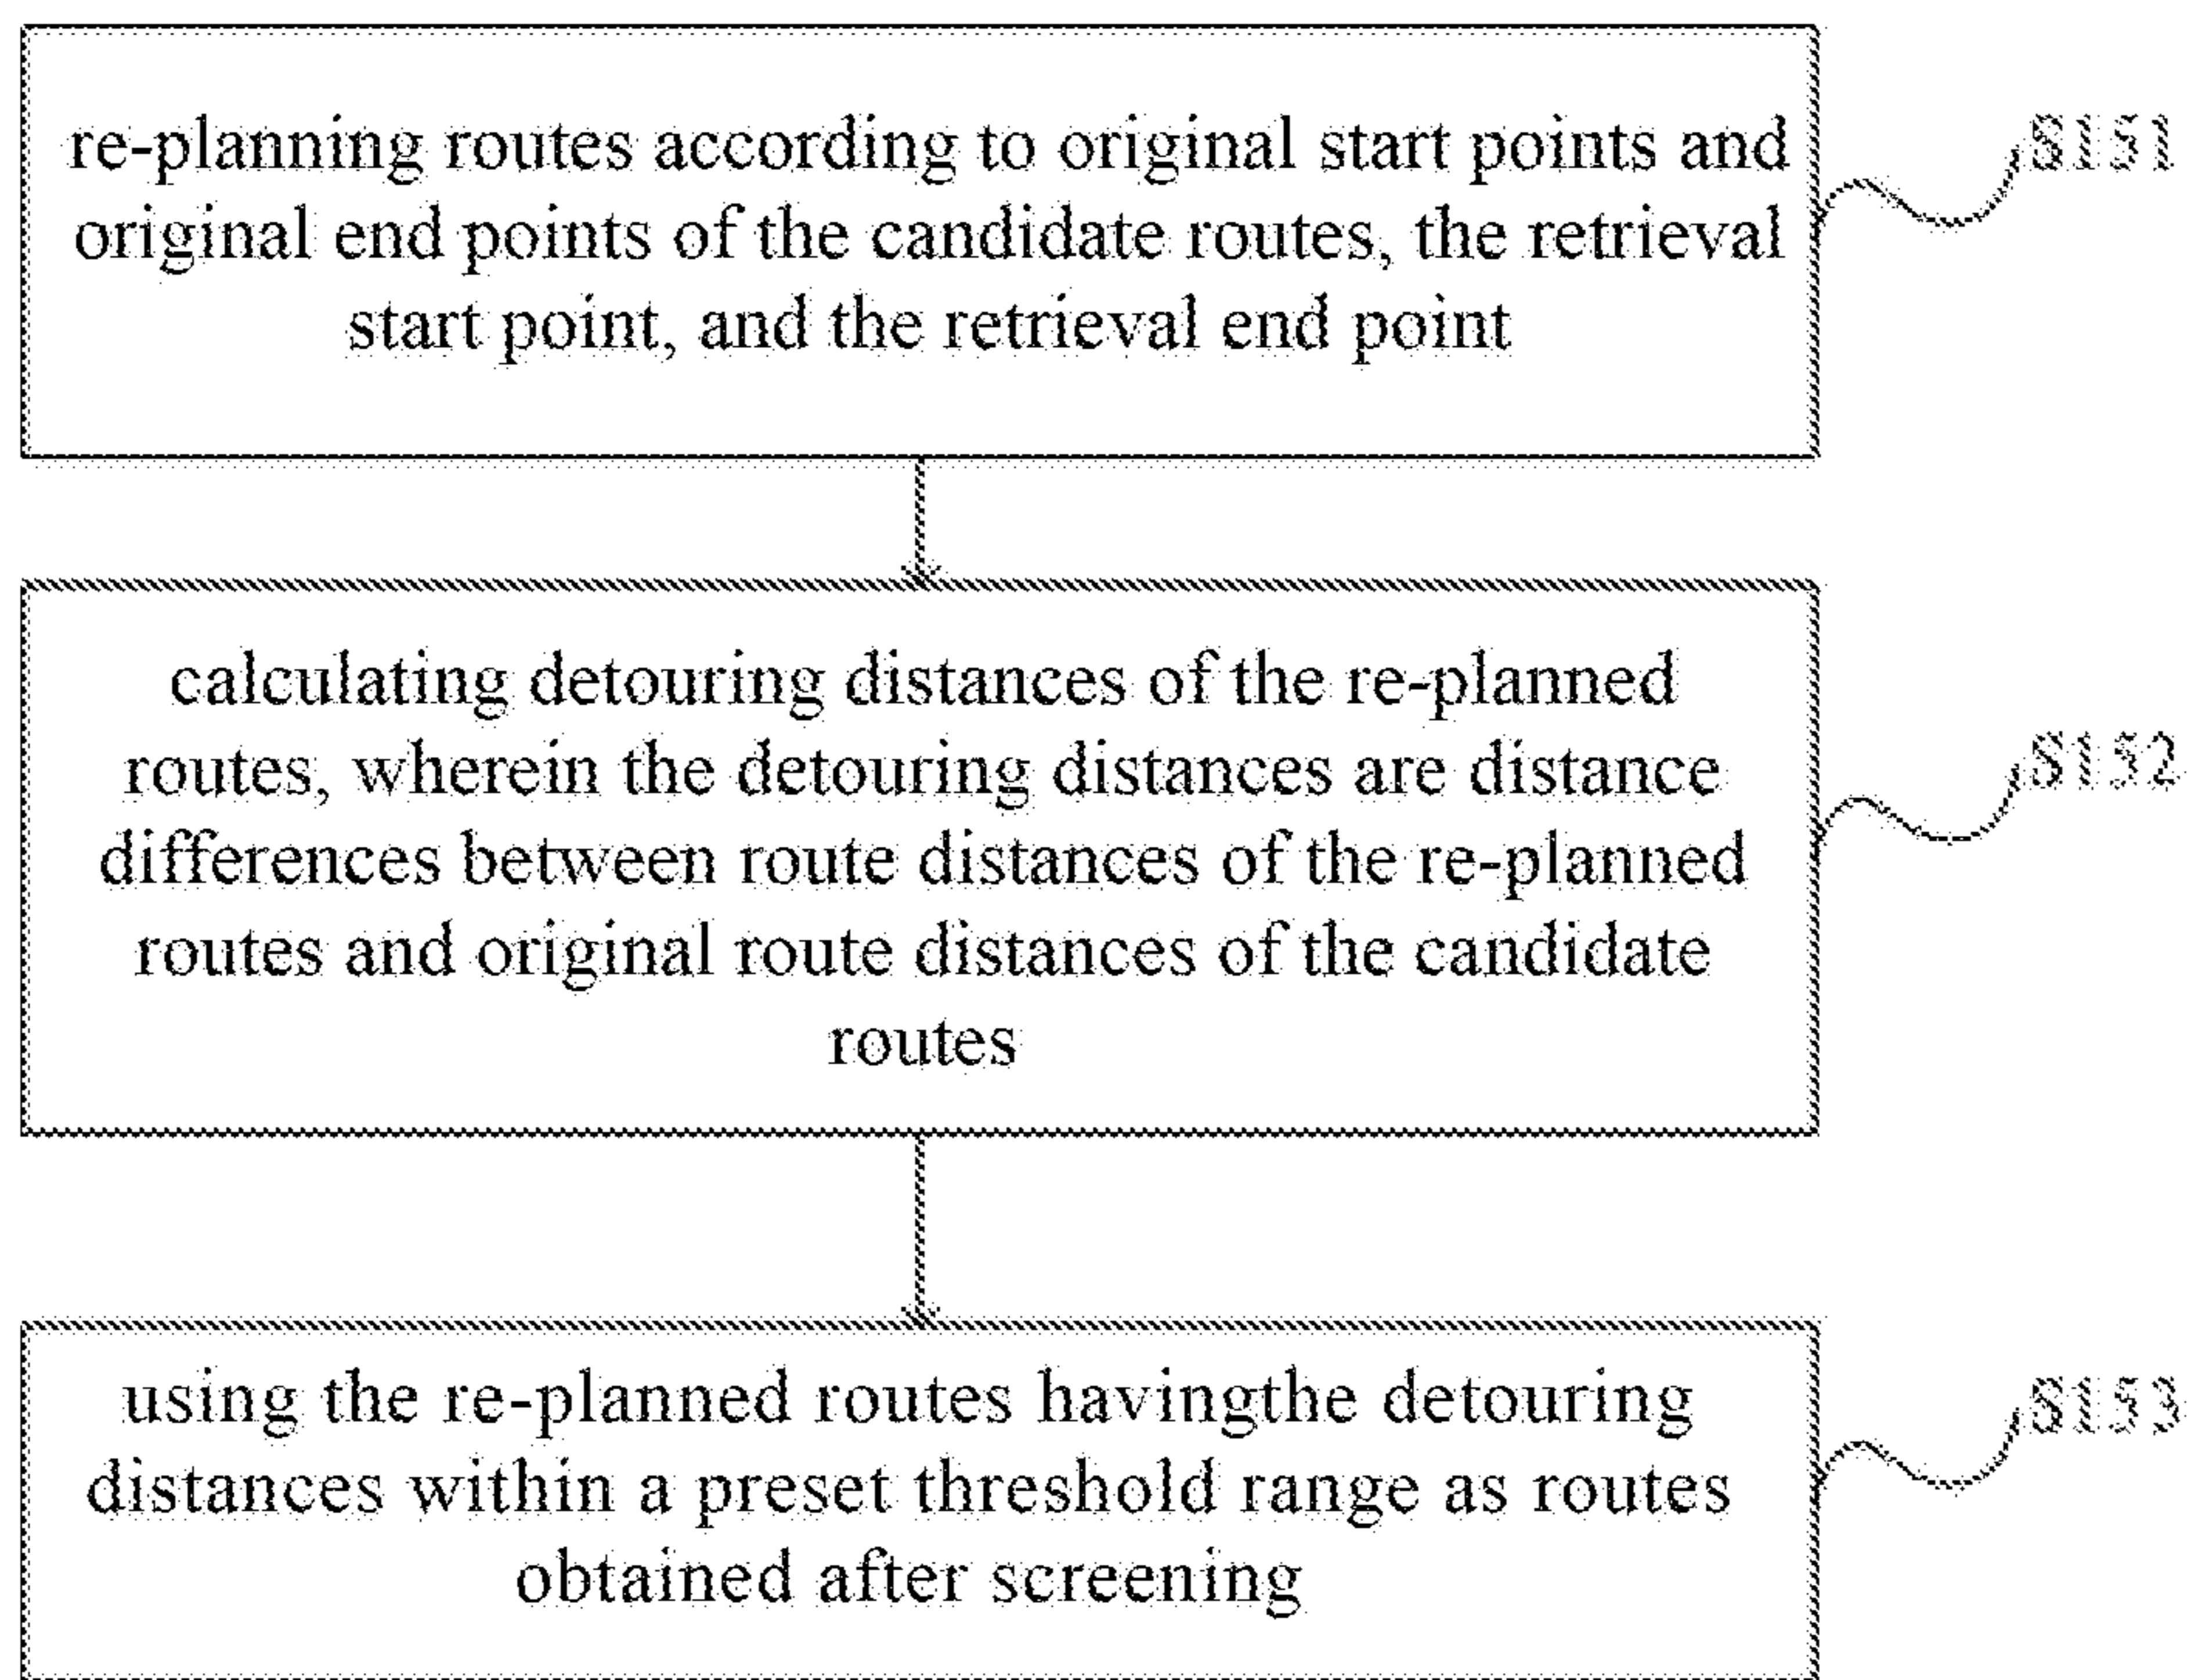 re-planning routes according to original start points and
original end points of the candidate routes, the retrieval
start point, and the retrieval end point
S151
calculating detouring distances of the re-planned
routes, wherein the detouring distances are distance
differences between route distances of the re-planned
routes and original route distances of the candidate
routes
S152
using the re-planned routes havingthe detouring
distances within a preset threshold range as routes
obtained after screening
S153